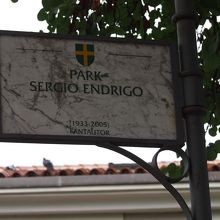 PARK
SERGIO ENDRIGO
(1933-2005)
KANTAUTOR